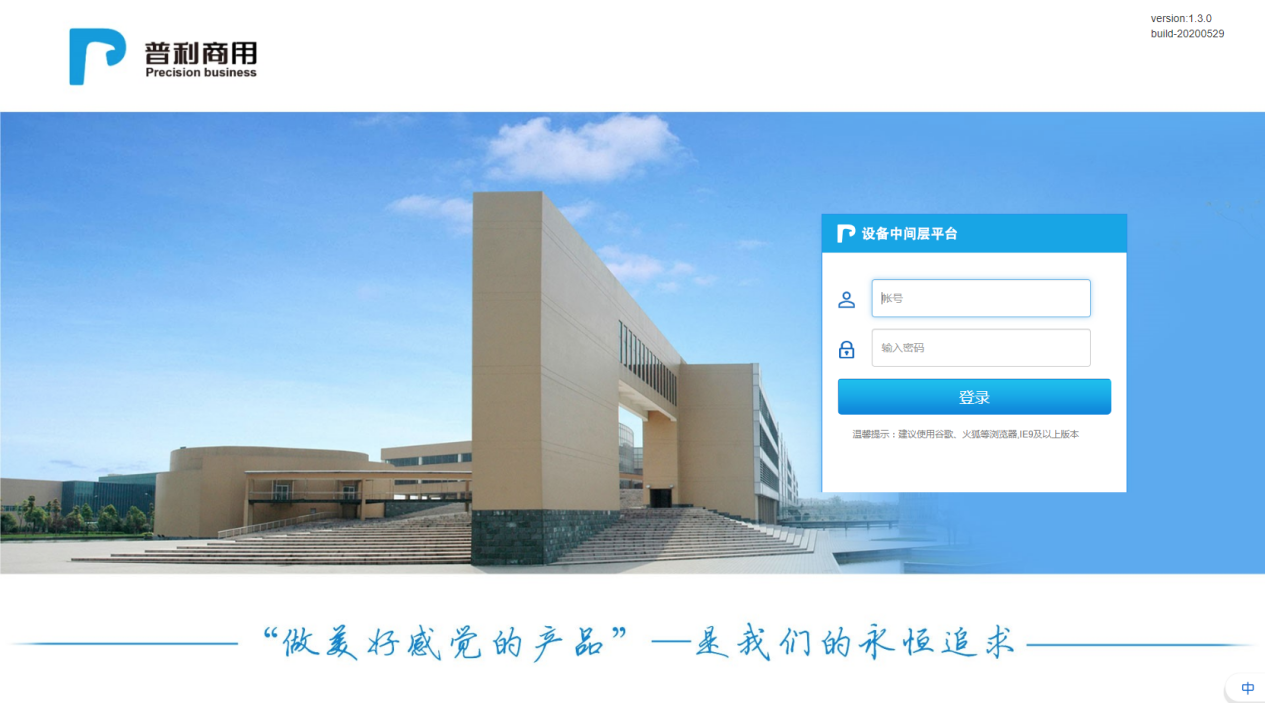 普利商用
Precision business
version:1.3.0
build-20200529
设备中间层平台
帐号
输入密码
登录
温馨提示：建议使用谷歌，火狐等浏览器,IE9及以上版本
“做美好感觉的产品”—是我们的永恒追求
中